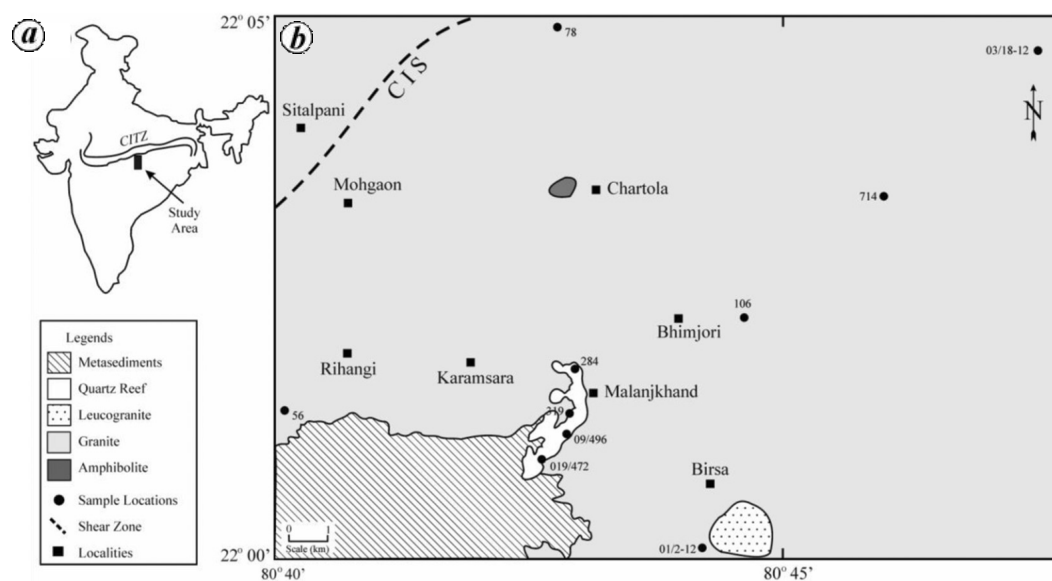 a
CITZ
Study
Area
Legends
Metasediments
Quartz Reef
Leucogranite
Granite
Amphibolite
Sample Locations
Shear Zone
Localities
b
22° 05'
78
03/18-12
CIS
N
Sitalpani
Mohgaon
Chartola
714
106
Bhimjori
Rihangi
Karamsara
284
Malanjkhand
319
56
09/496
019/472
Birsa
01/2-12
0 1
Scale (km)
22° 00'
80° 40'
80° 45'